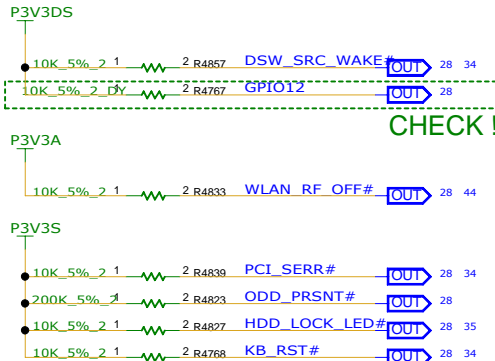 P3V3DS
10K_5%_2 1 2 R4857 DSW_SRC_WAKE# OUT 28 34
10K_5%_2_DY 1 2 R4767 GPIO12 OUT 28
CHECK !
P3V3A
10K_5%_2 1 2 R4833 WLAN_RF_OFF# OUT 28 44
P3V3S
10K_5%_2 1 2 R4839 PCI_SERR# OUT 28 34
200K_5%_2 1 2 R4823 ODD_PRSNT# OUT 28
10K_5%_2 1 2 R4827 HDD_LOCK_LED# OUT 28 35
10K_5%_2 1 2 R4768 KB_RST# OUT 28 34